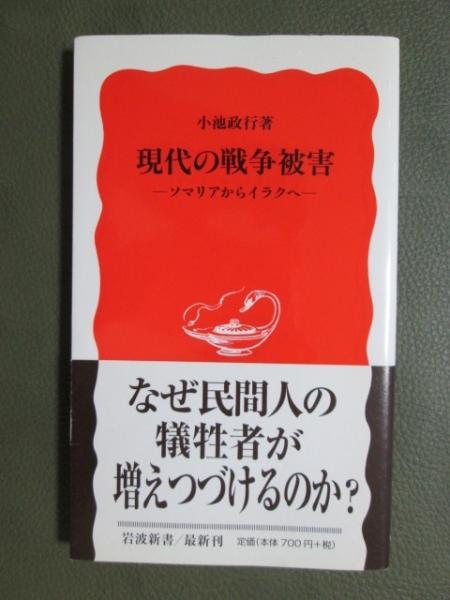 小池政行著
現代の戦争被害
―ソマリアからイラクへ―
なぜ民間人の
犠牲者が
増えつづけるのか?
岩波新書/最新刊 定価(本体700円+税)